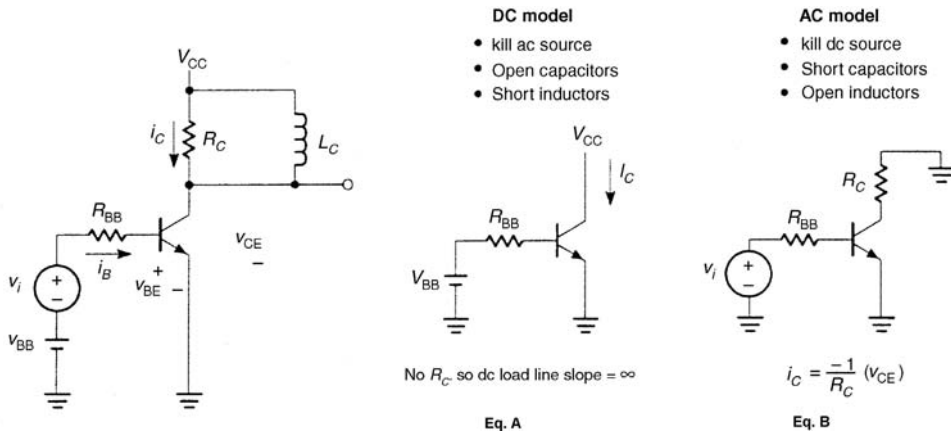 V_CC
i_C
R_C
L_C
R_BB
i_B
+
v_BE
−
v_CE
−
v_i
+
−
v_BB
DC model
• kill ac source
• Open capacitors
• Short inductors
V_CC
I_C
R_BB
V_BB
No R_C so dc load line slope = ∞
Eq. A
AC model
• kill dc source
• Short capacitors
• Open inductors
R_C
R_BB
v_i
+
−
i_C = -1/R_C (v_CE)
Eq. B